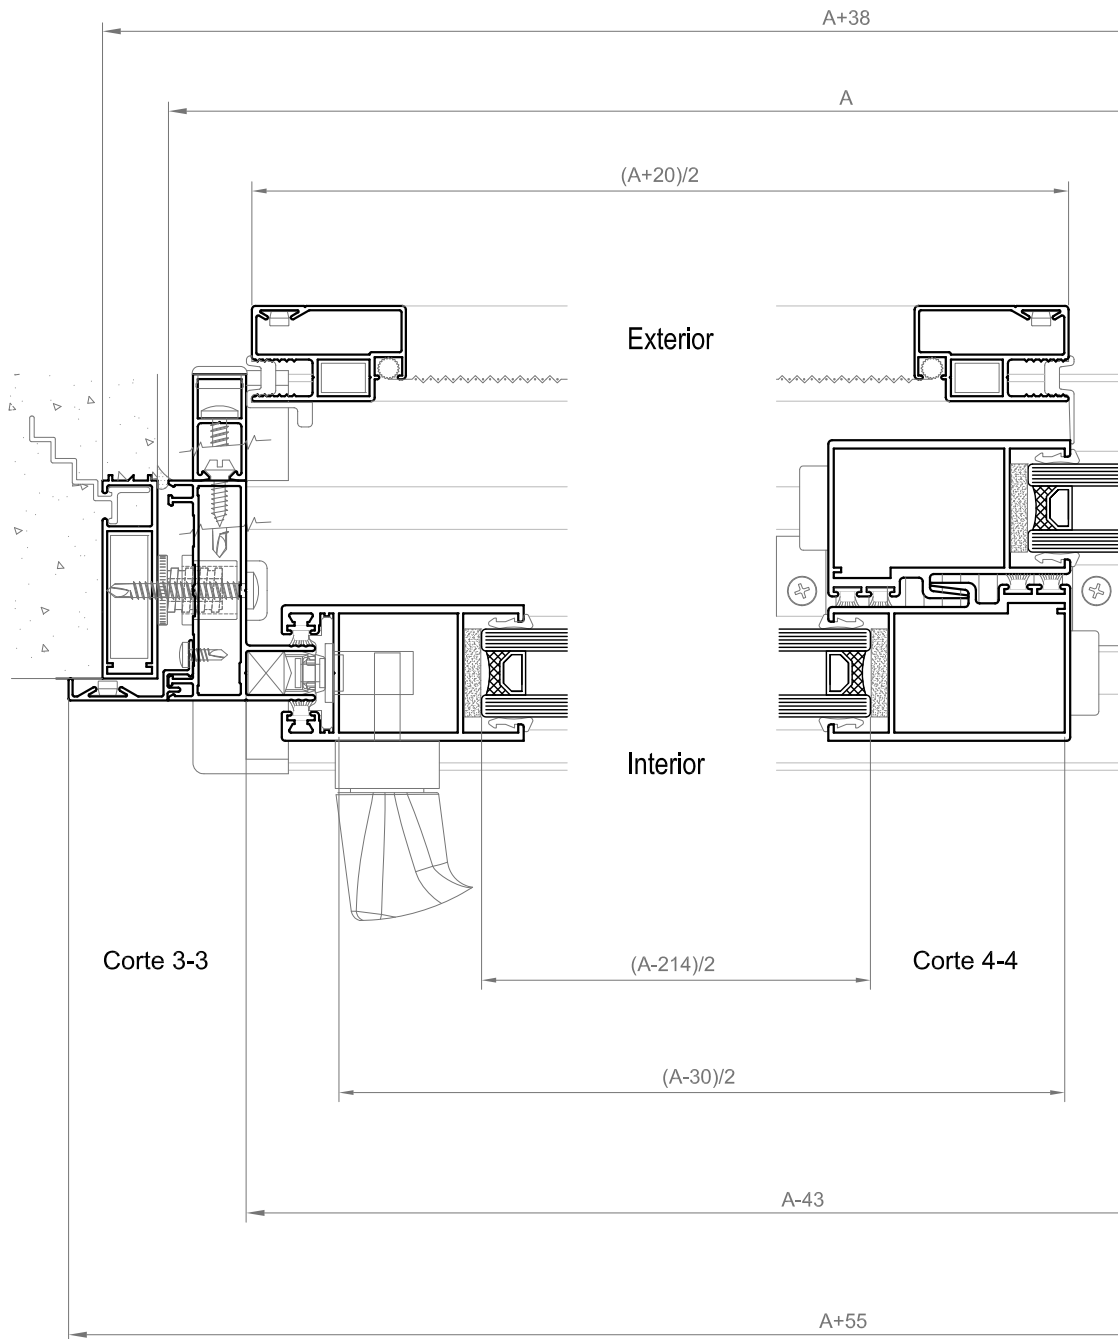 A+38
A
(A+20)/2
Exterior
Interior
Corte 3-3
(A-214)/2
Corte 4-4
(A-30)/2
A-43
A+55